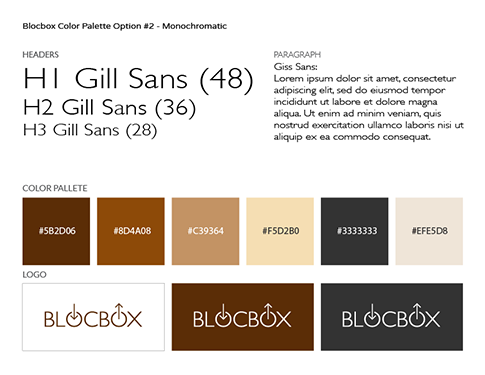 Blocbox Color Palette Option #2 - Monochromatic
HEADERS
H1 Gill Sans (48)
H2 Gill Sans (36)
H3 Gill Sans (28)
PARAGRAPH
Giss Sans:
Lorem ipsum dolor sit amet, consectetur
adipiscing elit, sed do eiusmod tempor
incididunt ut labore et dolore magna
aliqua. Ut enim ad minim veniam, quis
nostrud exercitation ullamco laboris nisi ut
aliquip ex ea commodo consequat.
COLOR PALLETE
#5B2D06
#8D4A08
#C39364
#F5D2B0
#3333333
#EFE5D8
LOGO
BLOCBOX
BLOCBOX
BLOCBOX